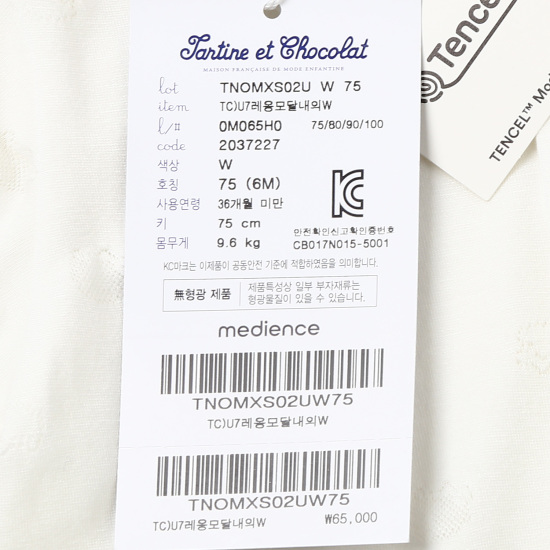 Tartine et Chocolat
MAISON FRANÇAISE DE MODE ENFANTINE
lot TNOMXS02U W 75
item TC)U7레옹모달내의W
l/# 0M065H0 75/80/90/100
code 2037227
색상 W
호칭 75 (6M)
사용연령 36개월 미만
키 75 cm
몸무게 9.6 kg
안전확인신고확인증번호
CB017N015-5001
KC마크는 이제품이 공통안전 기준에 적합하였음을 의미합니다.
無형광 제품
제품특성상 일부 부자재류는
형광물질이 있을 수 있습니다.
medience
TNOMXS02UW75
TC)U7레옹모달내의W
TNOMXS02UW75
TC)U7레옹모달내의W ₩65,000
Tencel
TENCEL™ Mo